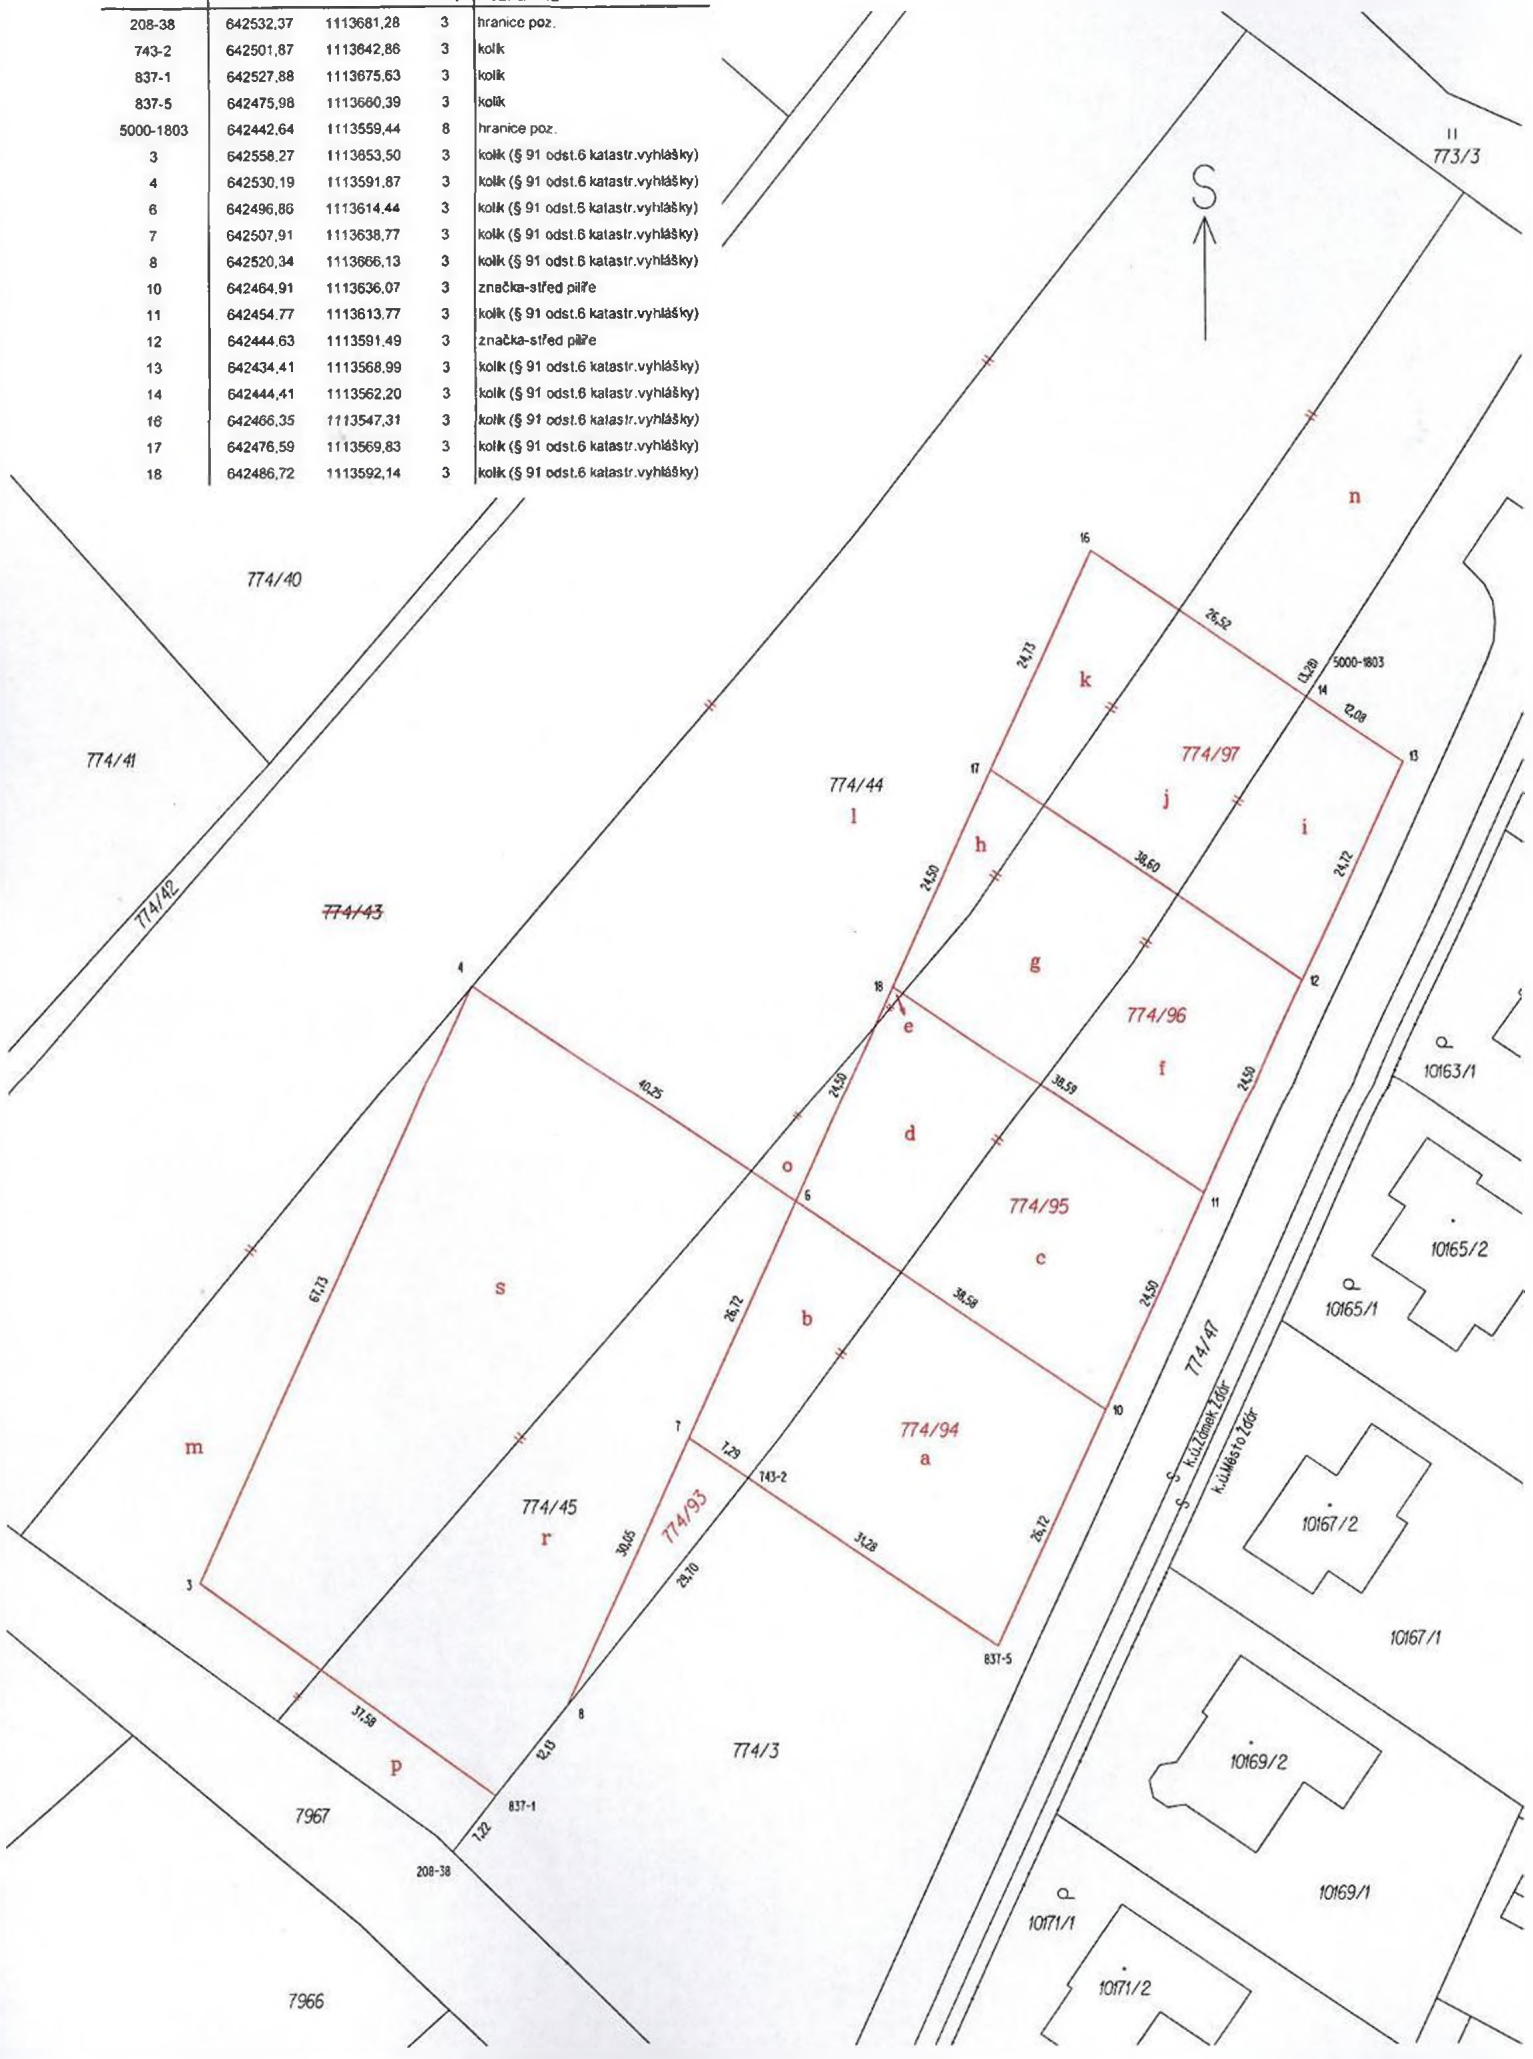 208-38 642532,37 1113681,28 3 hranice poz.
743-2 642501,87 1113642,86 3 kolík
837-1 642527,88 1113675,63 3 kolík
837-5 642475,98 1113660,39 3 kolík
5000-1803 642442,64 1113559,44 8 hranice poz.
3 642558,27 1113653,50 3 kolík (§ 91 odst.6 katastr.vyhlášky)
4 642530,19 1113591,87 3 kolík (§ 91 odst.6 katastr.vyhlášky)
6 642496,86 1113614,44 3 kolík (§ 91 odst.6 katastr.vyhlášky)
7 642507,91 1113638,77 3 kolík (§ 91 odst.6 katastr.vyhlášky)
8 642520,34 1113666,13 3 kolík (§ 91 odst.6 katastr.vyhlášky)
10 642464,91 1113636,07 3 značka-střed pilíře
11 642454,77 1113613,77 3 kolík (§ 91 odst.6 katastr.vyhlášky)
12 642444,63 1113591,49 3 značka-střed pilíře
13 642434,41 1113568,99 3 kolík (§ 91 odst.6 katastr.vyhlášky)
14 642444,41 1113562,20 3 kolík (§ 91 odst.6 katastr.vyhlášky)
16 642466,35 1113547,31 3 kolík (§ 91 odst.6 katastr.vyhlášky)
17 642476,59 1113569,83 3 kolík (§ 91 odst.6 katastr.vyhlášky)
18 642486,72 1113592,14 3 kolík (§ 91 odst.6 katastr.vyhlášky)
773/3
S
n
16
774/40
26,52
24,73
5000-1803
(3,28)
k
14
12,08
774/41
774/97
13
17
774/44
j
l
i
h
38,60
24,72
24,50
774/42
774/43
g
4
12
18
774/96
e
f
10163/1
40,25
24,50
38,59
24,50
d
o
6
11
774/95
10165/2
c
s
67,73
38,58
24,50
10165/1
26,72
b
774/47
10
7
774/94
k.ú.Zámek Žďár
k.ú.Město Žďár
m
7,29
a
743-2
774/45
774/93
10167/2
r
30,05
31,28
26,72
29,70
3
10167/1
837-5
37,58
8
12,13
774/3
10169/2
p
837-1
7967
7,22
208-38
10169/1
10171/1
10171/2
7966